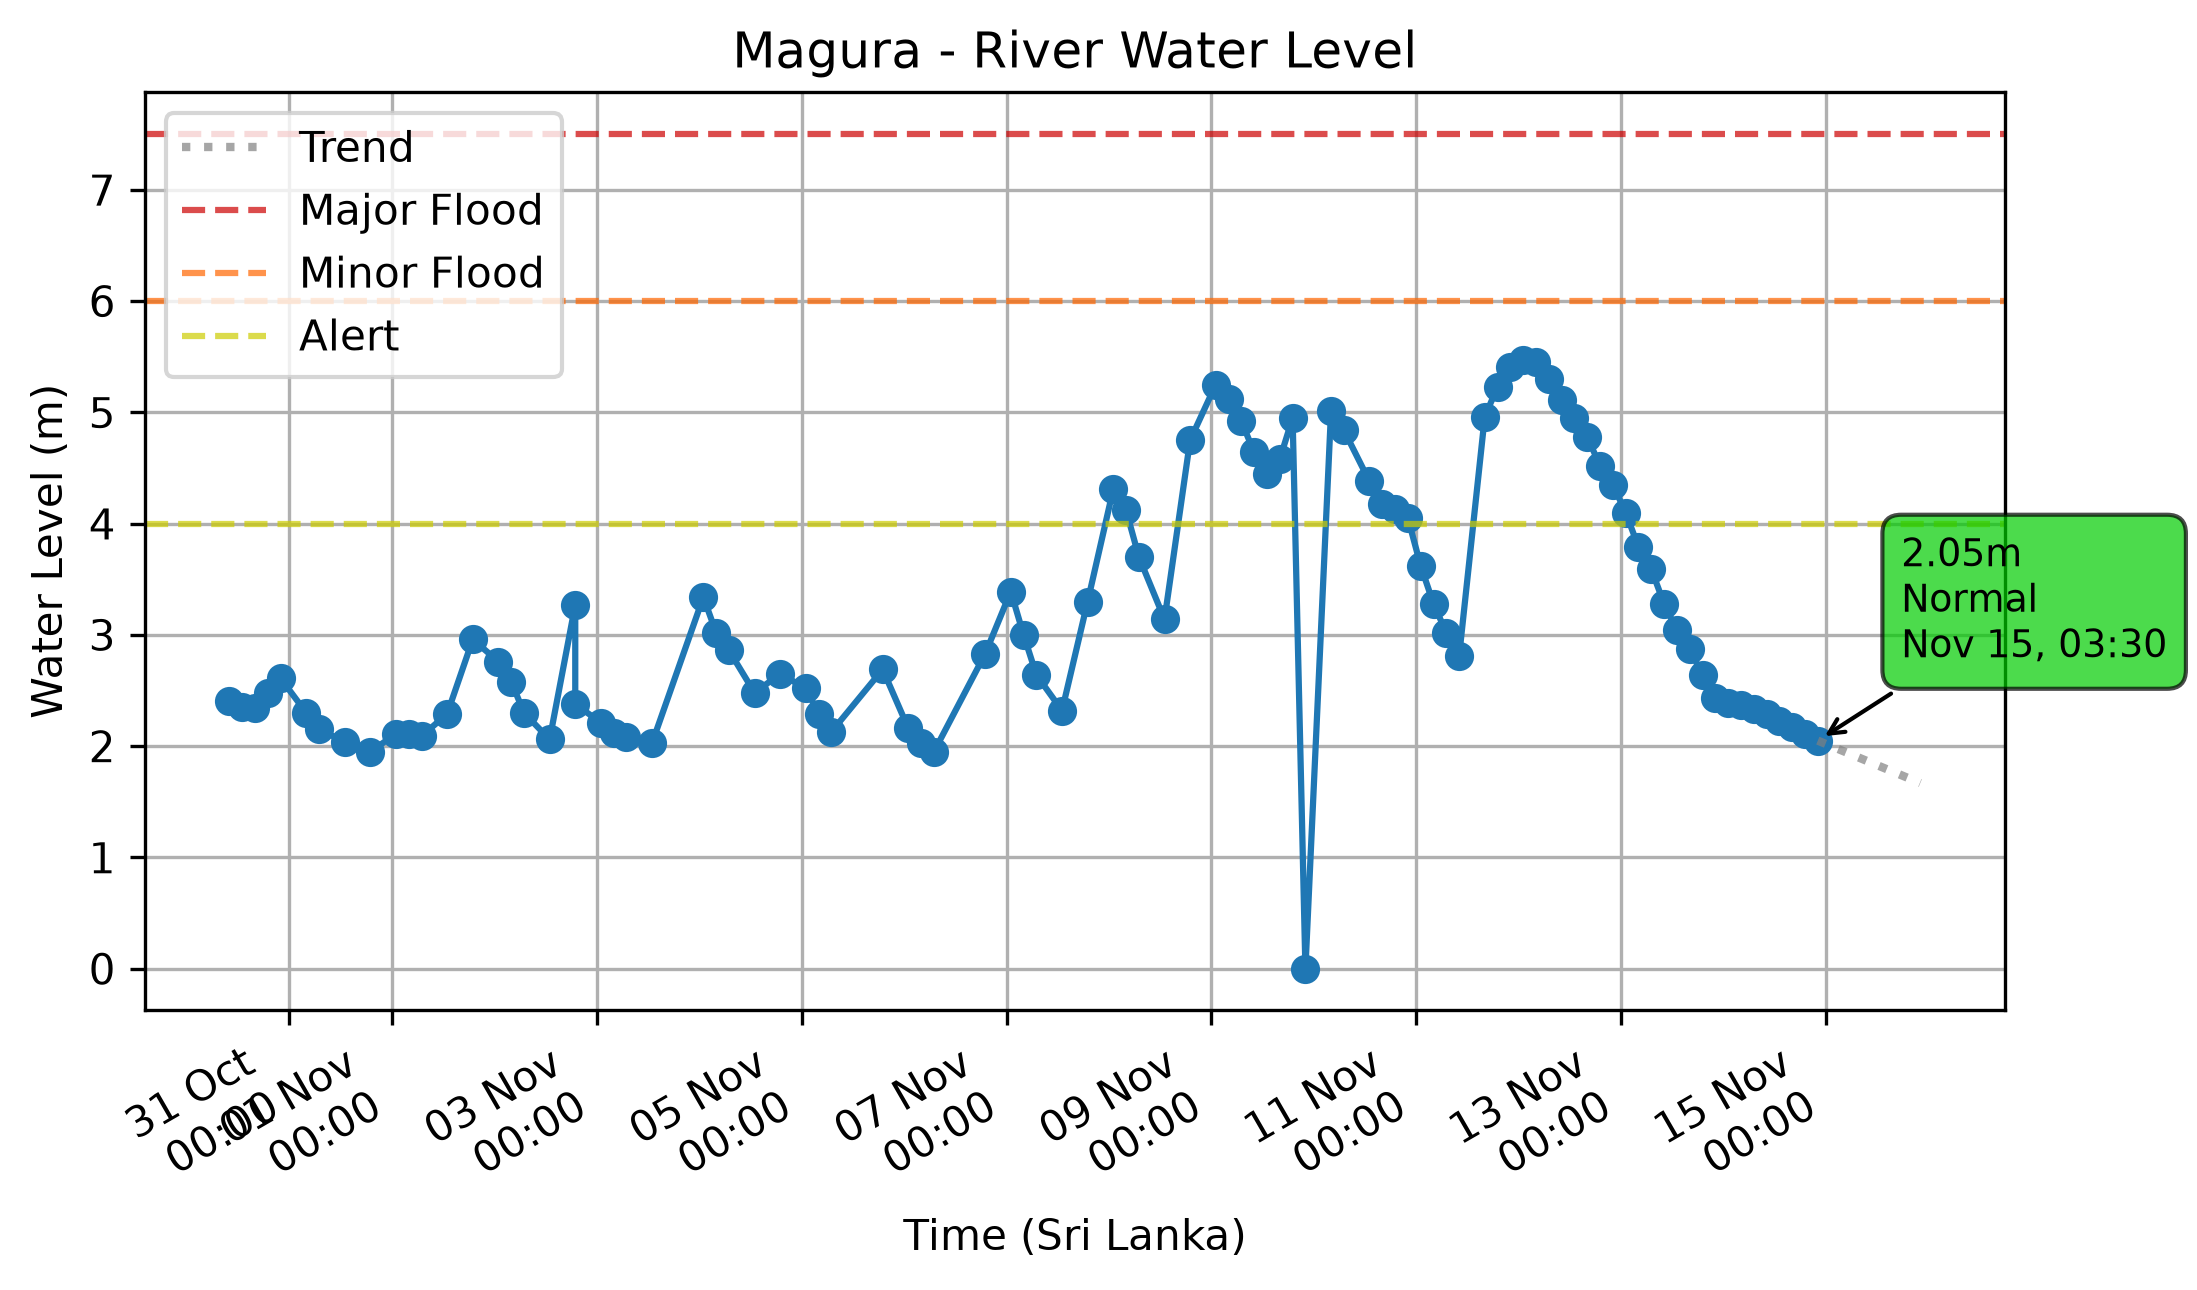 Magura - River Water Level
Trend
Major Flood
Minor Flood
Alert
Water Level (m)
7
6
5
4
3
2
1
0
2.05m
Normal
Nov 15, 03:30
31 Oct
00:00
01 Nov
00:00
03 Nov
00:00
05 Nov
00:00
07 Nov
00:00
09 Nov
00:00
11 Nov
00:00
13 Nov
00:00
15 Nov
00:00
Time (Sri Lanka)